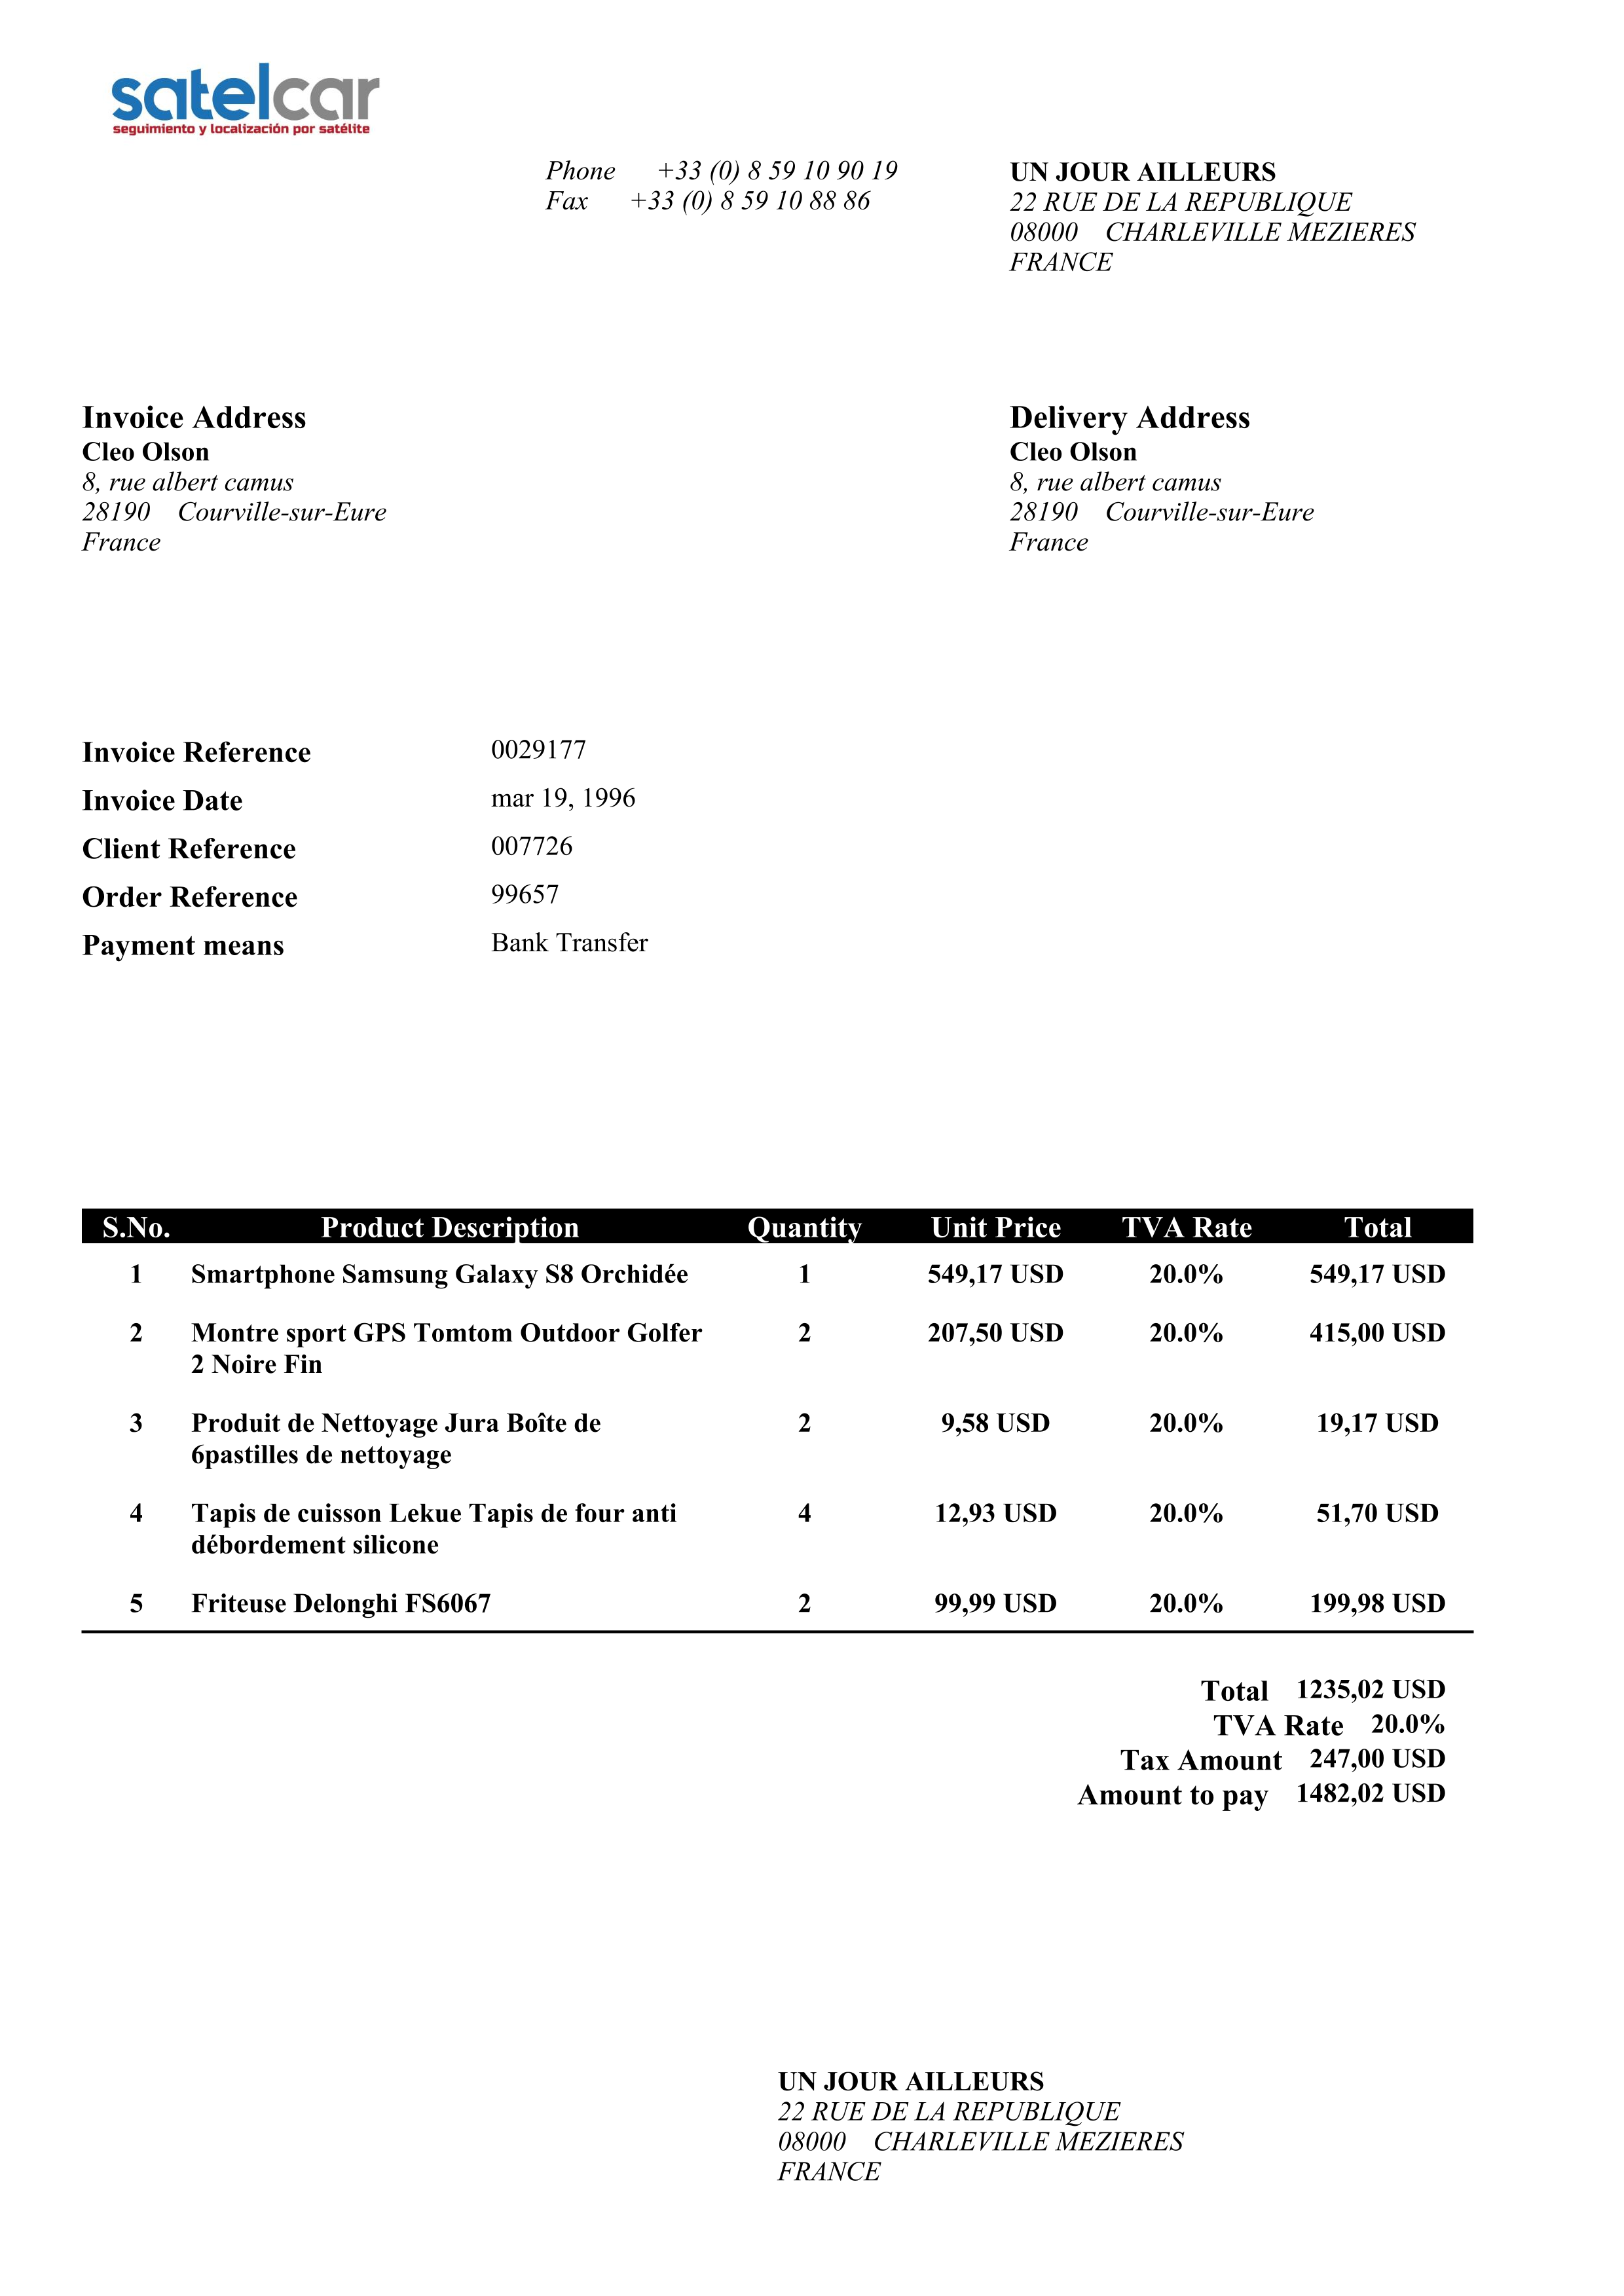 satelcar
seguimiento y localización por satélite
Phone +33 (0) 8 59 10 90 19
Fax +33 (0) 8 59 10 88 86
UN JOUR AILLEURS
22 RUE DE LA REPUBLIQUE
08000 CHARLEVILLE MEZIERES
FRANCE
Invoice Address
Cleo Olson
8, rue albert camus
28190 Courville-sur-Eure
France
Delivery Address
Cleo Olson
8, rue albert camus
28190 Courville-sur-Eure
France
Invoice Reference 0029177
Invoice Date mar 19, 1996
Client Reference 007726
Order Reference 99657
Payment means Bank Transfer
S.No. Product Description Quantity Unit Price TVA Rate Total
1 Smartphone Samsung Galaxy S8 Orchidée 1 549,17 USD 20.0% 549,17 USD
2 Montre sport GPS Tomtom Outdoor Golfer 2 207,50 USD 20.0% 415,00 USD
2 Noire Fin
3 Produit de Nettoyage Jura Boîte de 2 9,58 USD 20.0% 19,17 USD
6pastilles de nettoyage
4 Tapis de cuisson Lekue Tapis de four anti 4 12,93 USD 20.0% 51,70 USD
débordement silicone
5 Friteuse Delonghi FS6067 2 99,99 USD 20.0% 199,98 USD
Total 1235,02 USD
TVA Rate 20.0%
Tax Amount 247,00 USD
Amount to pay 1482,02 USD
UN JOUR AILLEURS
22 RUE DE LA REPUBLIQUE
08000 CHARLEVILLE MEZIERES
FRANCE